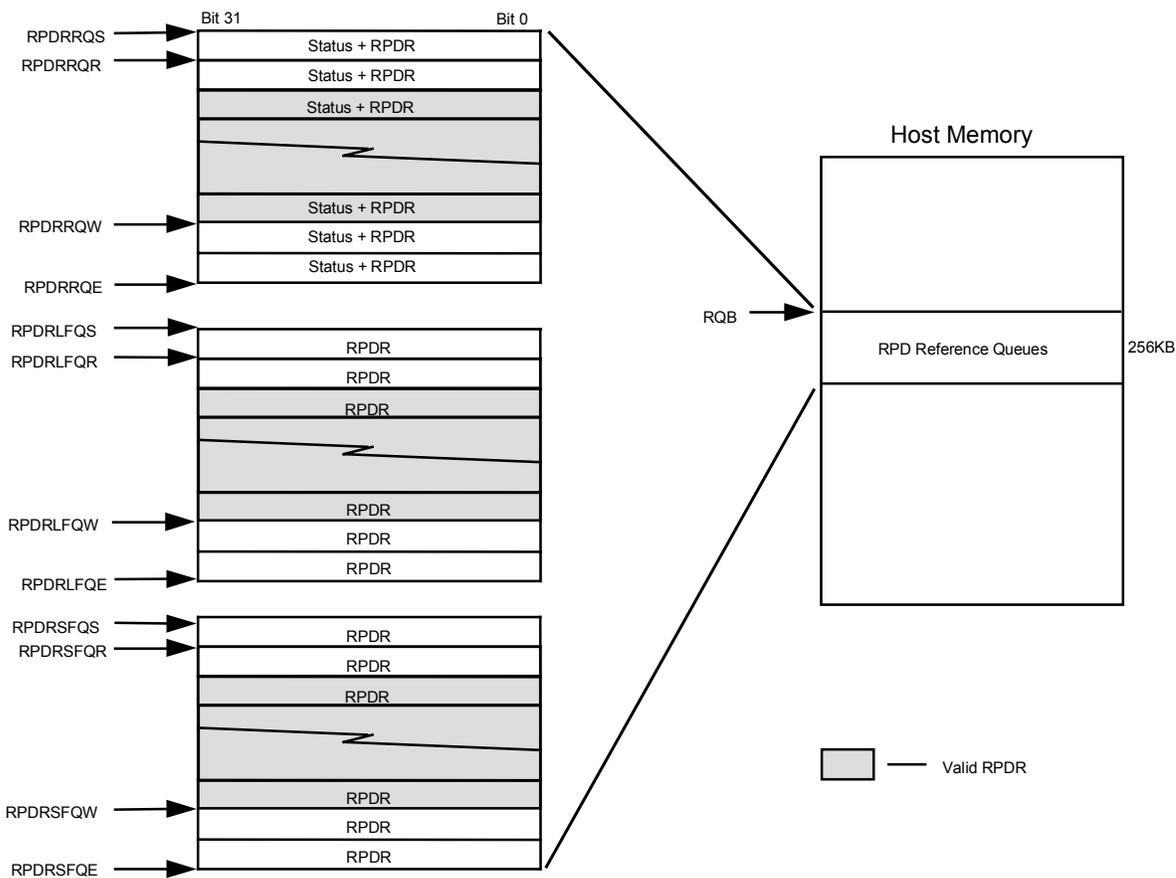 Bit 31
Bit 0
RPDRRQS
Status + RPDR
RPDRRQR
Status + RPDR
Status + RPDR
RPDRRQW
Status + RPDR
Status + RPDR
Status + RPDR
RPDRRQE
RPDRLFQS
RPDR
RPDRLFQR
RPDR
RPDR
RPDRLFQW
RPDR
RPDR
RPDR
RPDRLFQE
RPDRSFQS
RPDR
RPDRSFQR
RPDR
RPDR
RPDRSFQW
RPDR
RPDR
RPDR
RPDRSFQE
Host Memory
RQB
RPD Reference Queues
256KB
Valid RPDR